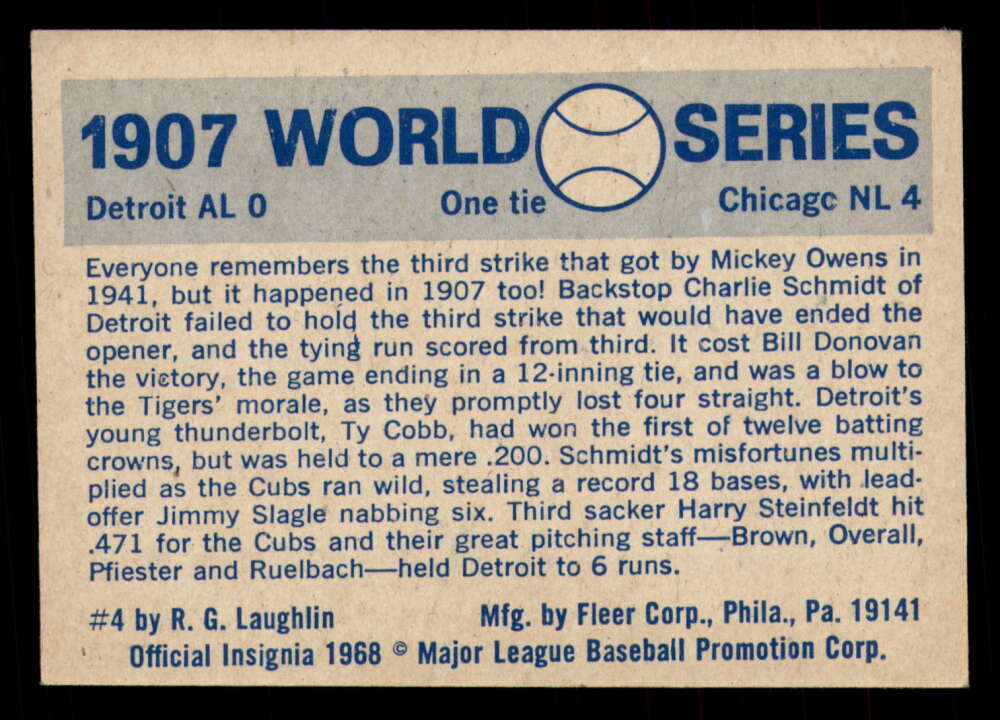 1907 WORLD SERIES
Detroit AL 0 One tie Chicago NL 4
Everyone remembers the third strike that got by Mickey Owens in
1941, but it happened in 1907 too! Backstop Charlie Schmidt of
Detroit failed to hold the third strike that would have ended the
opener, and the tying run scored from third. It cost Bill Donovan
the victory, the game ending in a 12-inning tie, and was a blow to
the Tigers' morale, as they promptly lost four straight. Detroit's
young thunderbolt, Ty Cobb, had won the first of twelve batting
crowns, but was held to a mere .200. Schmidt's misfortunes multi-
plied as the Cubs ran wild, stealing a record 18 bases, with lead-
offer Jimmy Slagle nabbing six. Third sacker Harry Steinfeldt hit
.471 for the Cubs and their great pitching staff—Brown, Overall,
Pfiester and Ruelbach—held Detroit to 6 runs.
#4 by R. G. Laughlin Mfg. by Fleer Corp., Phila., Pa. 19141
Official Insignia 1968 © Major League Baseball Promotion Corp.